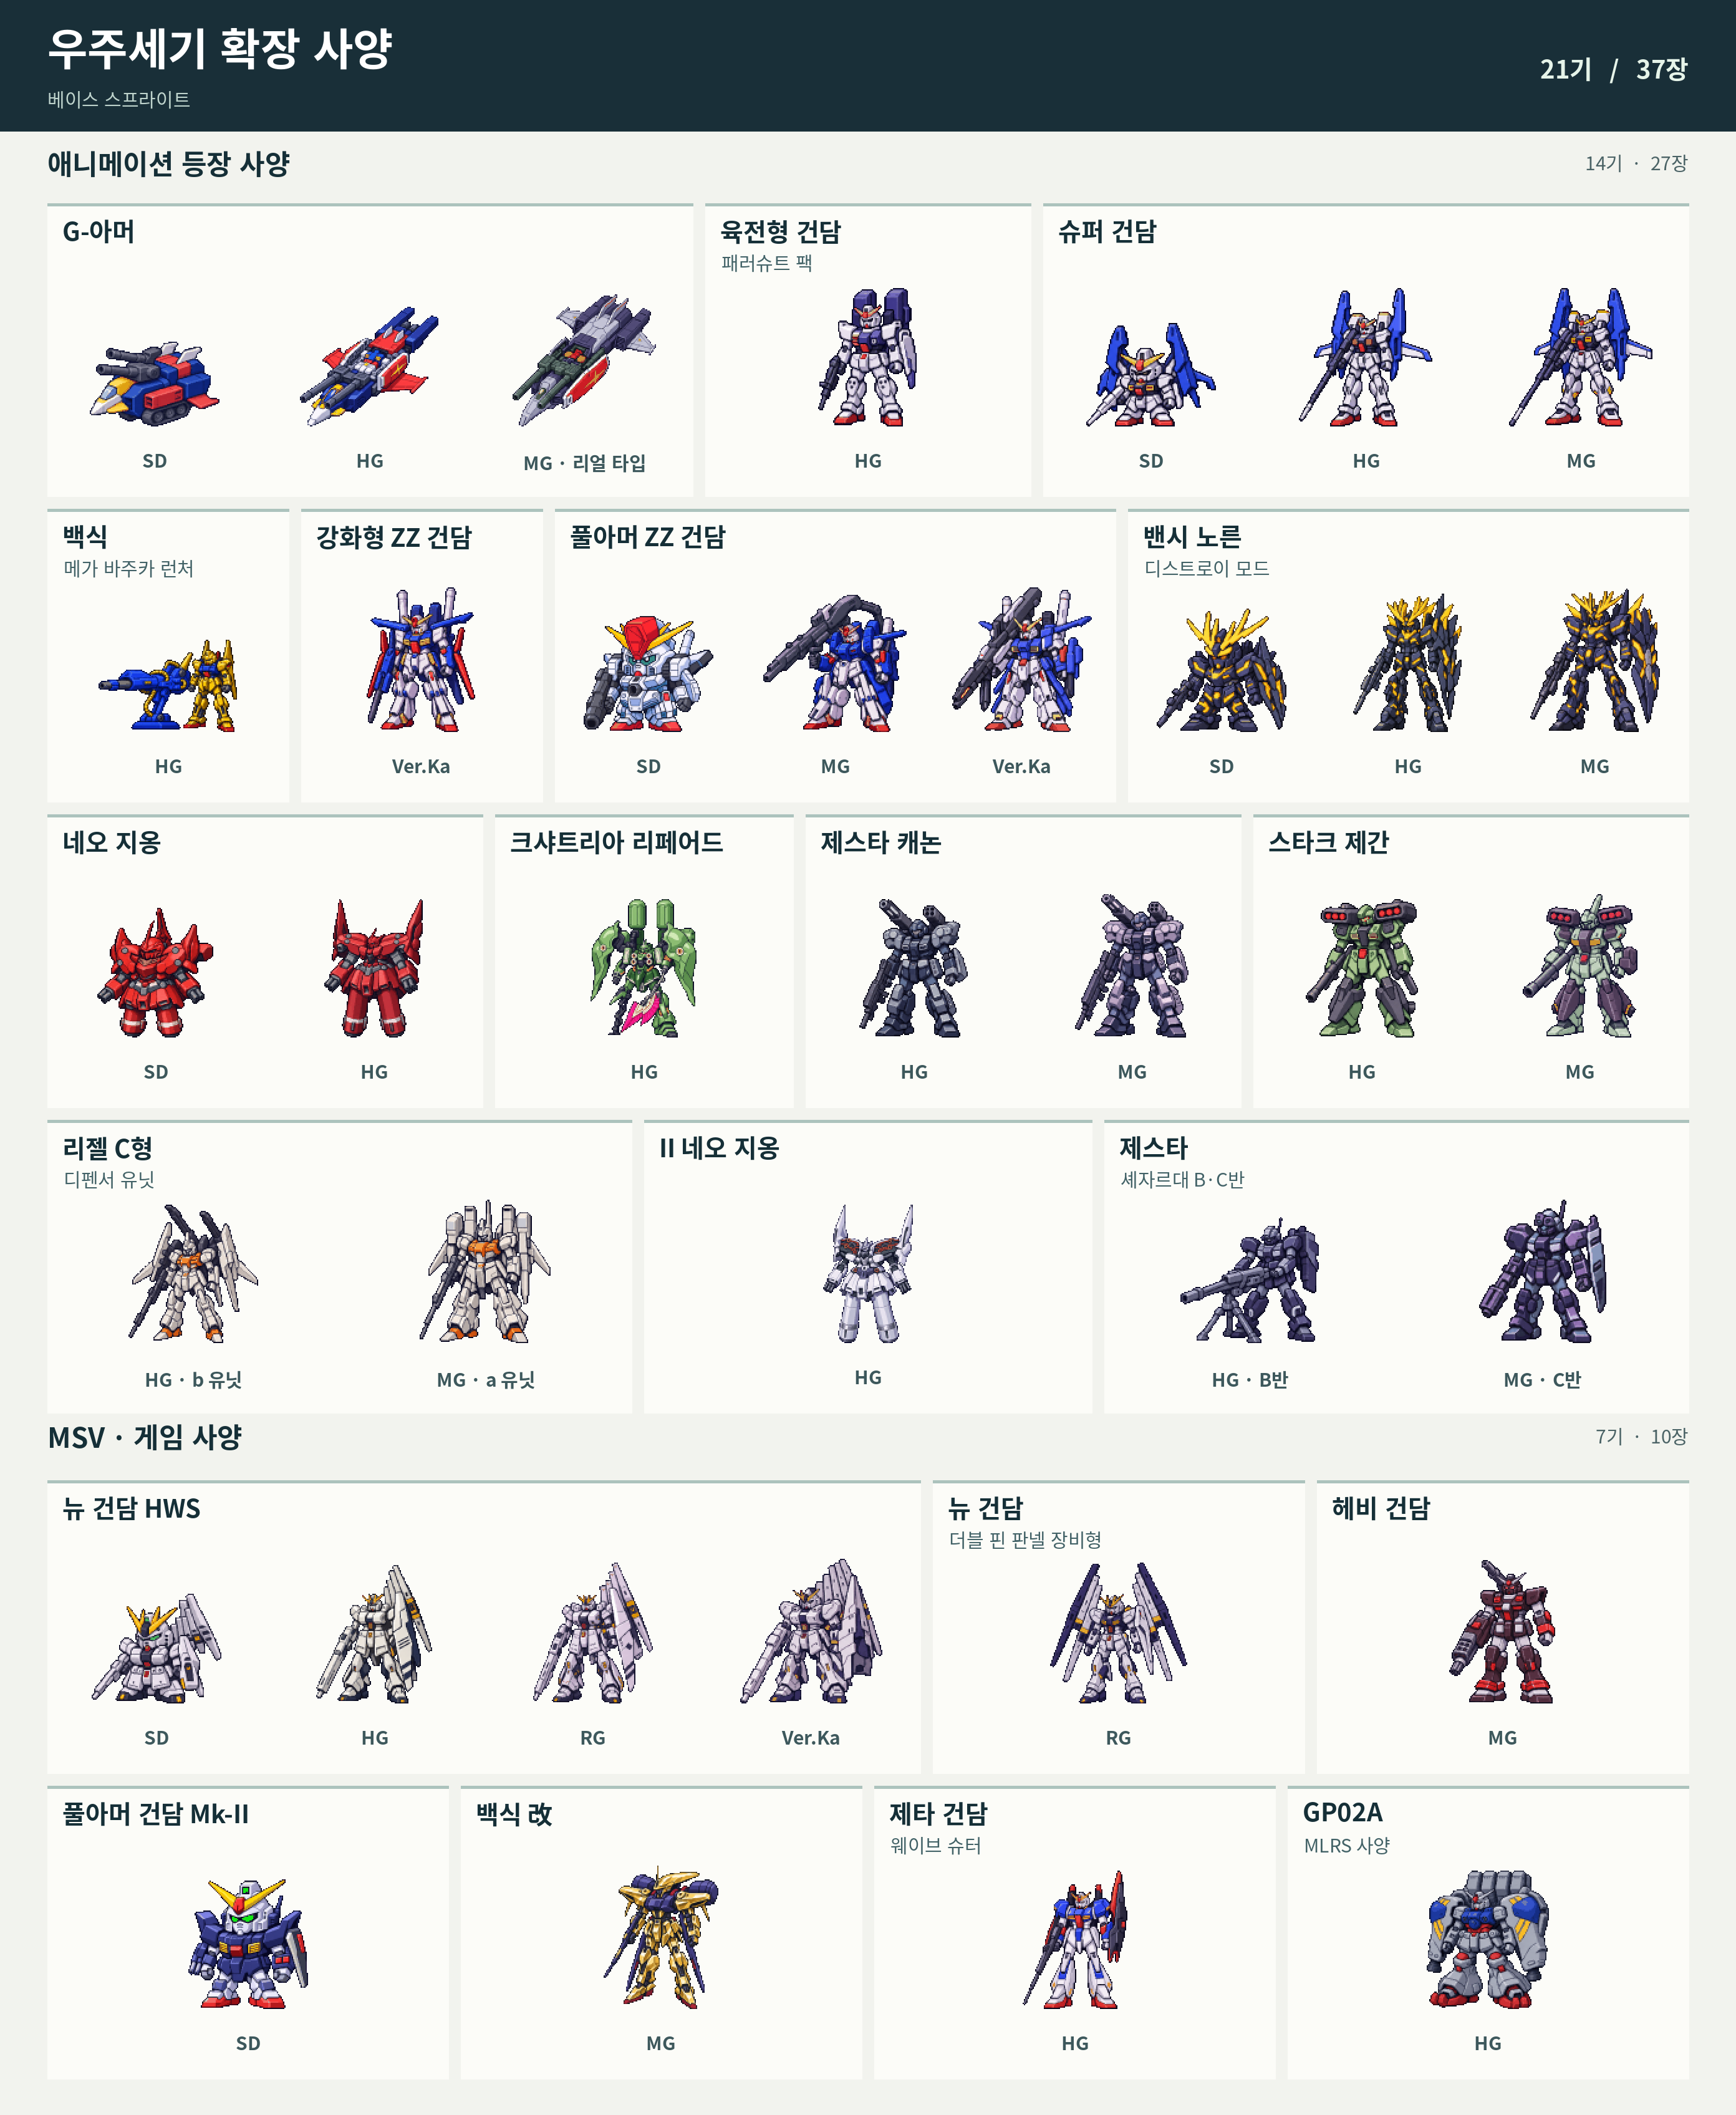 우주세기 확장 사양
베이스 스프라이트
21기 / 37장
애니메이션 등장 사양
14기 · 27장
G-아머
SD
HG
MG · 리얼 타입
육전형 건담
패러슈트 팩
HG
슈퍼 건담
SD
HG
MG
백식
메가 바주카 런처
HG
강화형 ZZ 건담
Ver.Ka
풀아머 ZZ 건담
SD
MG
Ver.Ka
밴시 노른
디스트로이 모드
SD
HG
MG
네오 지옹
SD
HG
크샤트리아 리페어드
HG
제스타 캐논
HG
MG
스타크 제간
HG
MG
리젤 C형
디펜서 유닛
HG · b 유닛
MG · a 유닛
II 네오 지옹
HG
제스타
셰자르대 B·C반
HG · B반
MG · C반
MSV · 게임 사양
7기 · 10장
뉴 건담 HWS
SD
HG
RG
Ver.Ka
뉴 건담
더블 핀 판넬 장비형
RG
헤비 건담
MG
풀아머 건담 Mk-II
SD
백식 改
MG
제타 건담
웨이브 슈터
HG
GP02A
MLRS 사양
HG